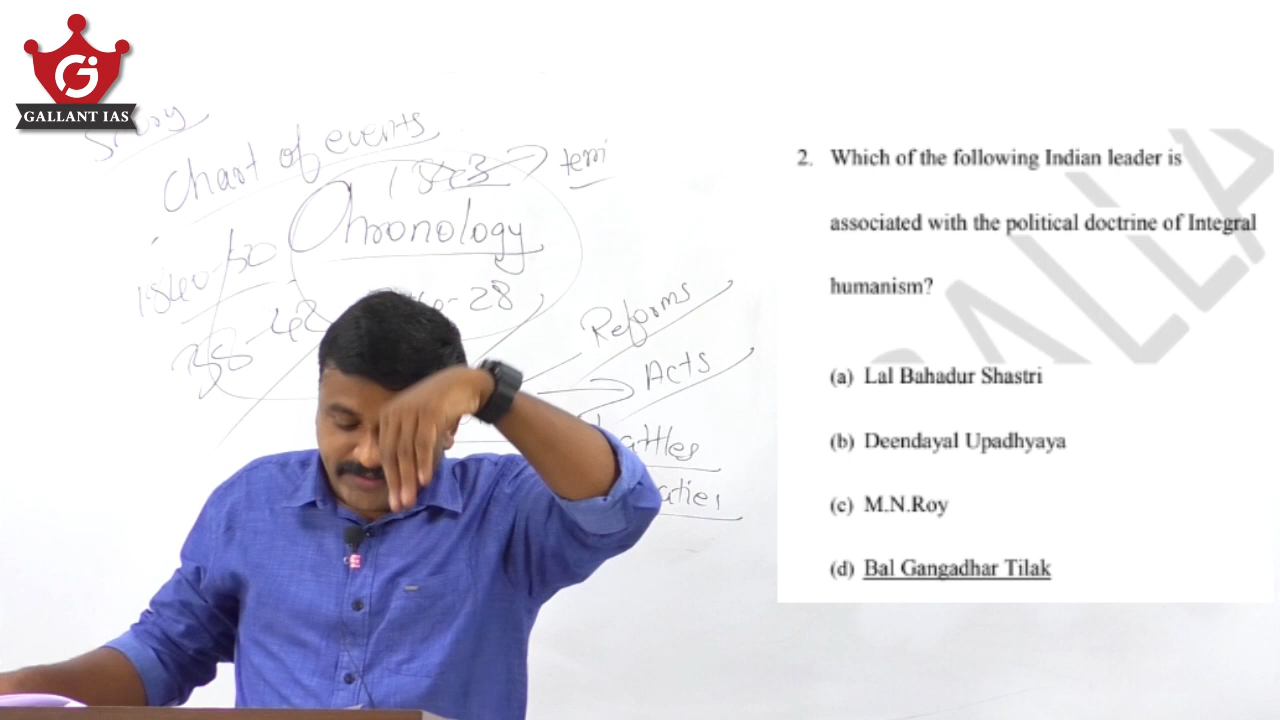 GALLANT IAS
Chart of events
Chronology
Reforms
Acts
2. Which of the following Indian leader is
associated with the political doctrine of Integral
humanism?
(a) Lal Bahadur Shastri
(b) Deendayal Upadhyaya
(c) M.N.Roy
(d) Bal Gangadhar Tilak